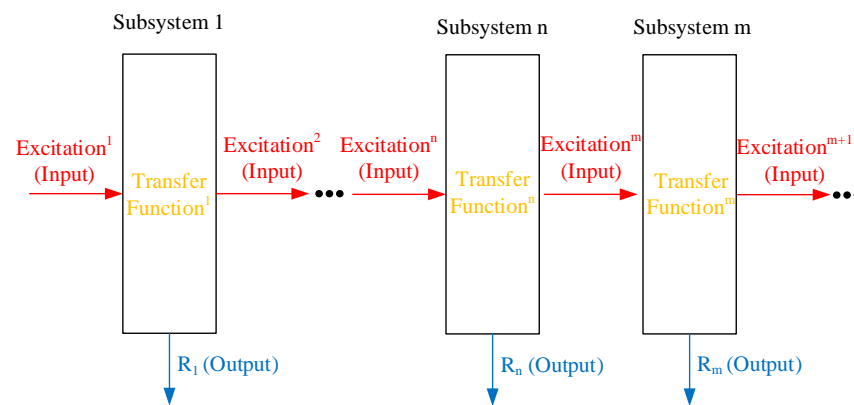 Subsystem 1
Subsystem n
Subsystem m
Excitation¹
(Input)
Transfer
Function¹
Excitation²
(Input)
•••
Excitationⁿ
(Input)
Transfer
Functionⁿ
Excitationᵐ
(Input)
Transfer
Functionᵐ
Excitationᵐ⁺¹
(Input)
•••
R₁ (Output)
Rₙ (Output)
Rₘ (Output)